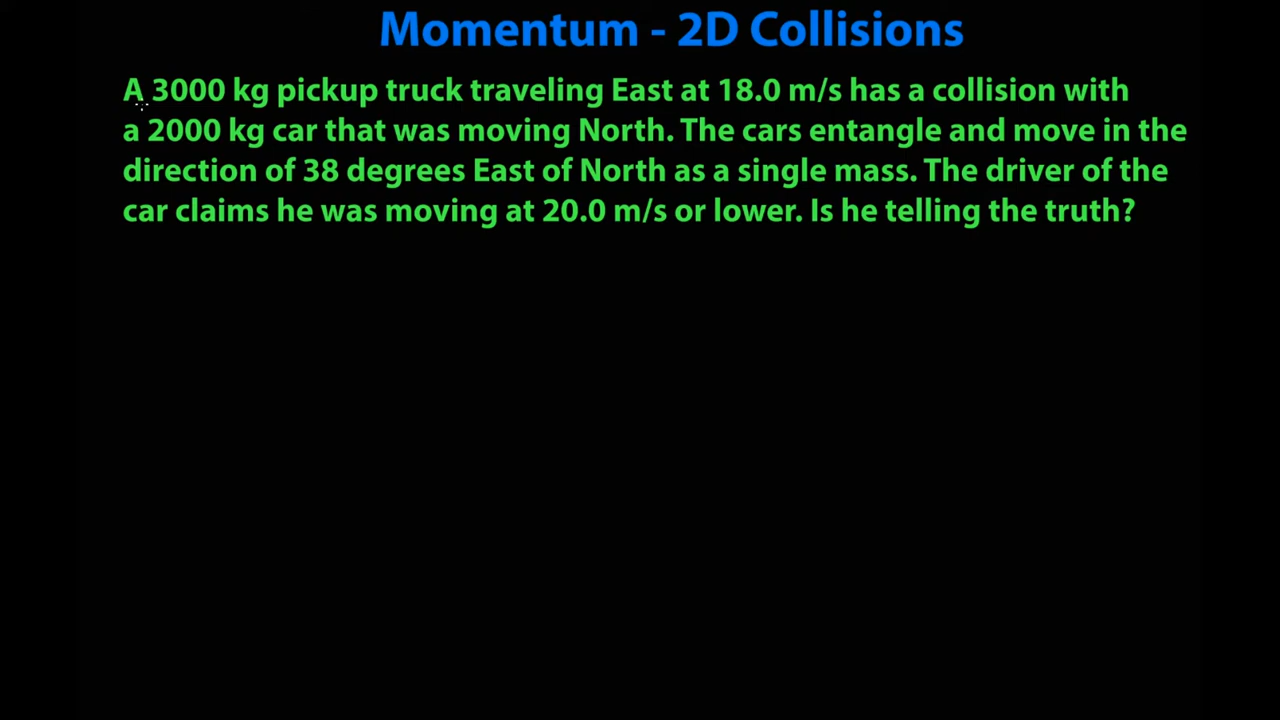 Momentum - 2D Collisions
A 3000 kg pickup truck traveling East at 18.0 m/s has a collision with
a 2000 kg car that was moving North. The cars entangle and move in the
direction of 38 degrees East of North as a single mass. The driver of the
car claims he was moving at 20.0 m/s or lower. Is he telling the truth?